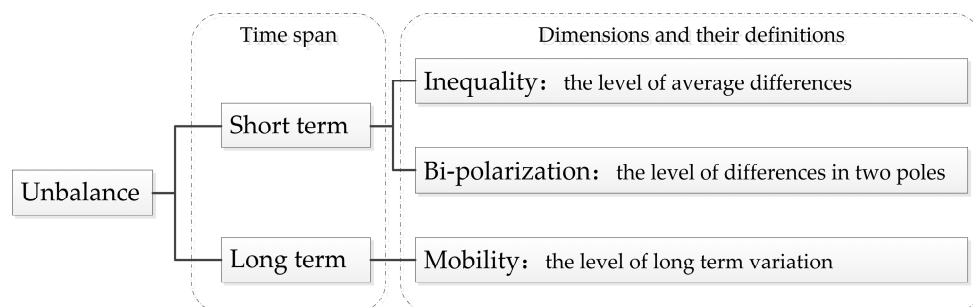 Time span
Dimensions and their definitions
Inequality： the level of average differences
Short term
Bi-polarization： the level of differences in two poles
Unbalance
Long term
Mobility： the level of long term variation